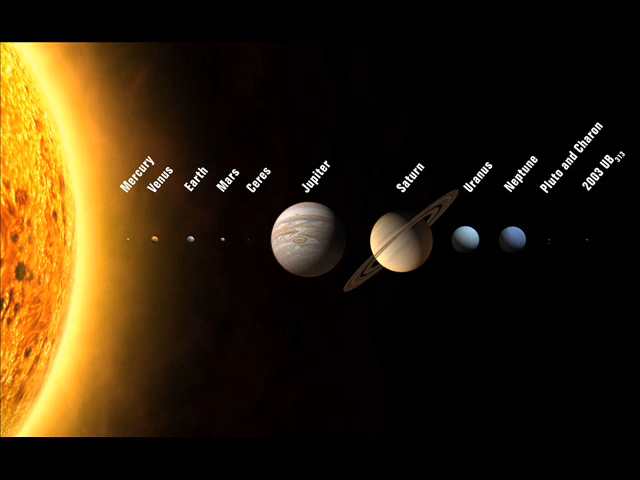 Mercury
Venus
Earth
Mars
Ceres
Jupiter
Saturn
Uranus
Neptune
Pluto and Charon
2003 UB₃₁₃